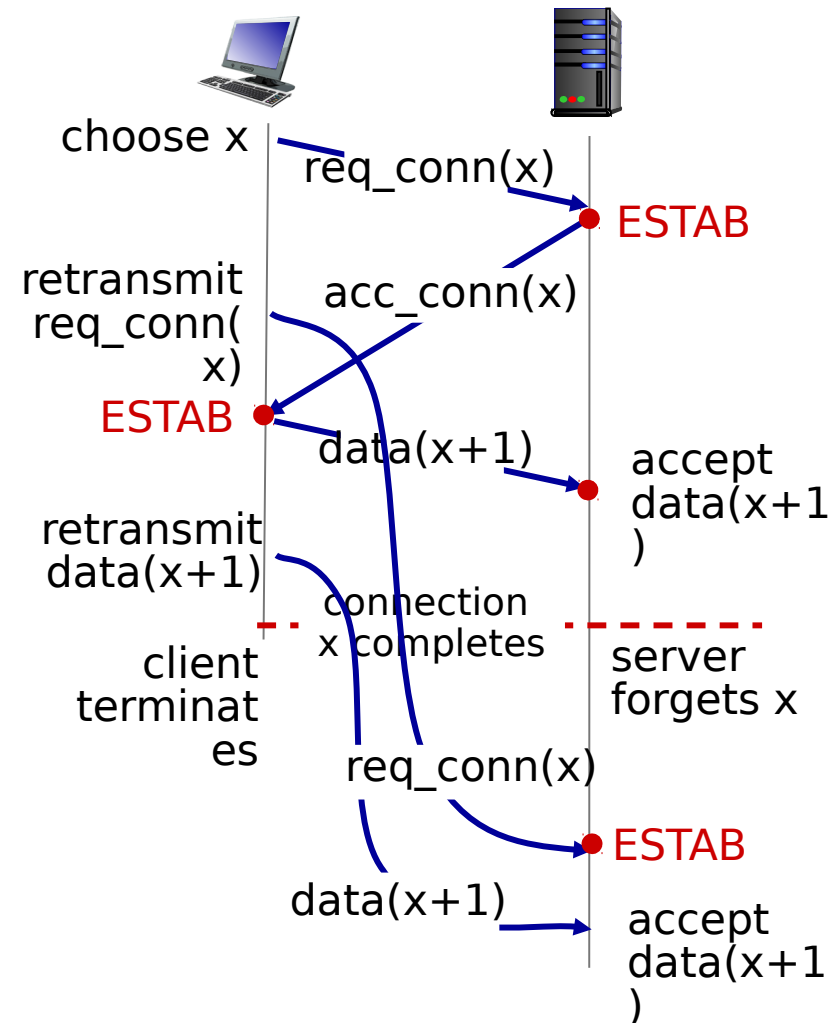 choose x
req_conn(x)
ESTAB
retransmit
req_conn(
x)
acc_conn(x)
ESTAB
data(x+1)
accept
data(x+1
)
retransmit
data(x+1)
connection
x completes
client
terminat
es
server
forgets x
req_conn(x)
ESTAB
data(x+1)
accept
data(x+1
)